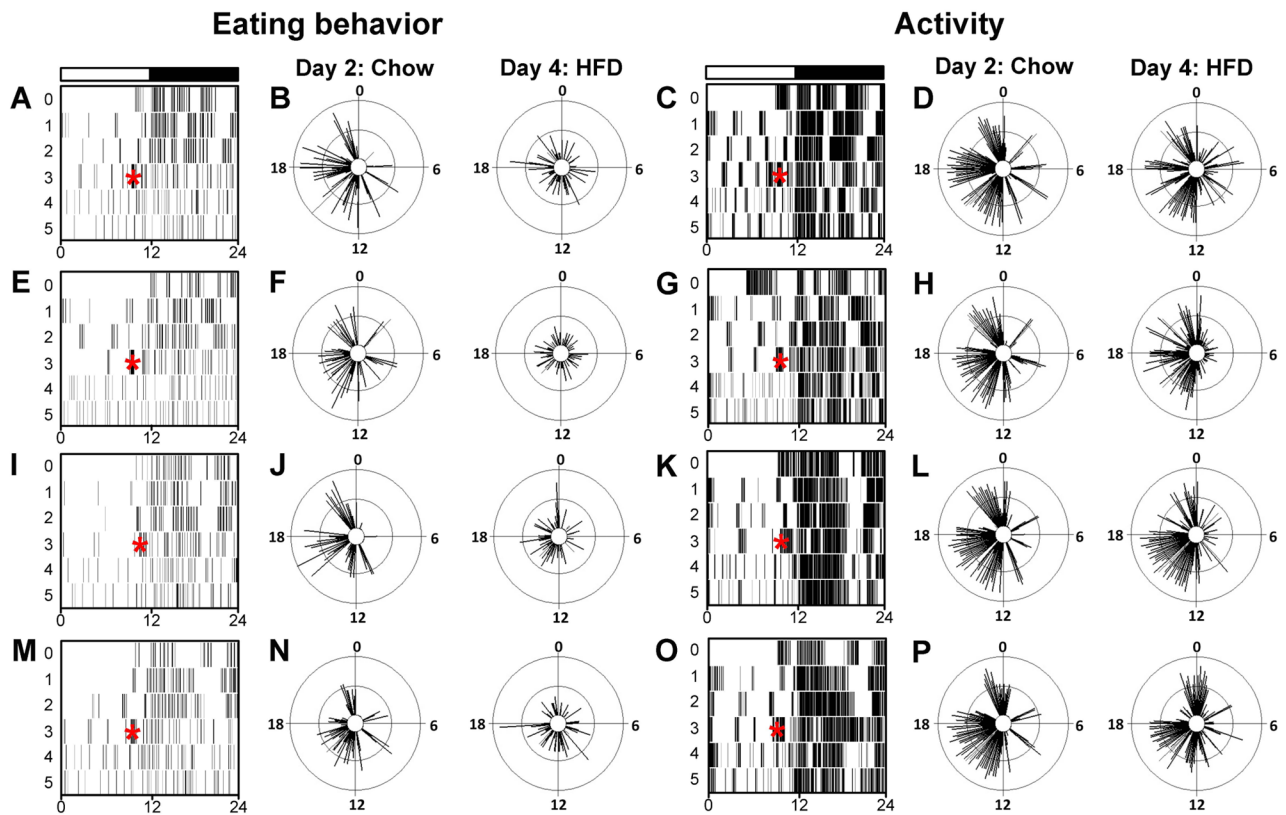 Eating behavior Activity
Day 2: Chow Day 4: HFD Day 2: Chow Day 4: HFD
A B C D
0 0 0 0 0 0
1 1
2 2
3 * 18 6 18 6 3 * 18 6 18 6
4 4
5 5
0 12 24 12 12 0 12 24 12 12
E F G H
0 0 0 0 0 0
1 1
2 2
3 * 18 6 18 6 3 * 18 6 18 6
4 4
5 5
0 12 24 12 12 0 12 24 12 12
I J K L
0 0 0 0 0 0
1 1
2 2
3 * 18 6 18 6 3 * 18 6 18 6
4 4
5 5
0 12 24 12 12 0 12 24 12 12
M N O P
0 0 0 0 0 0
1 1
2 2
3 * 18 6 18 6 3 * 18 6 18 6
4 4
5 5
0 12 24 12 12 0 12 24 12 12